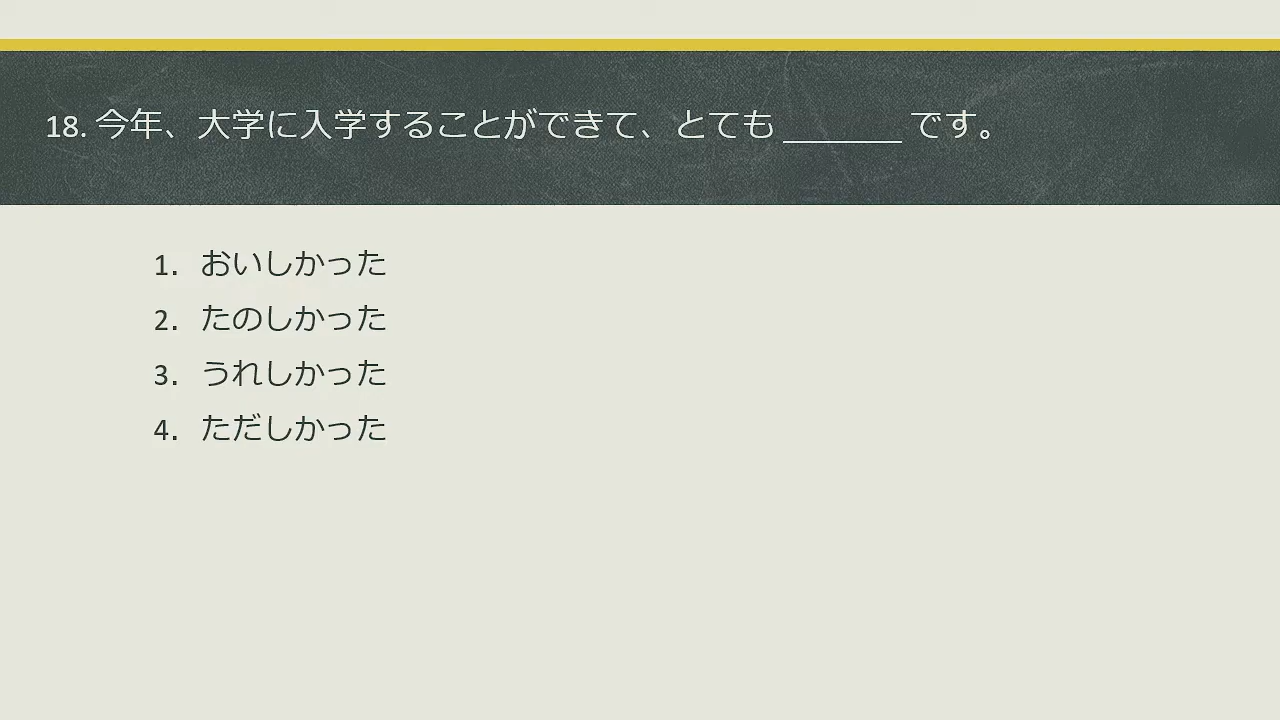 18. 今年、大学に入学することができて、とても _______ です。
1. おいしかった
2. たのしかった
3. うれしかった
4. ただしかった